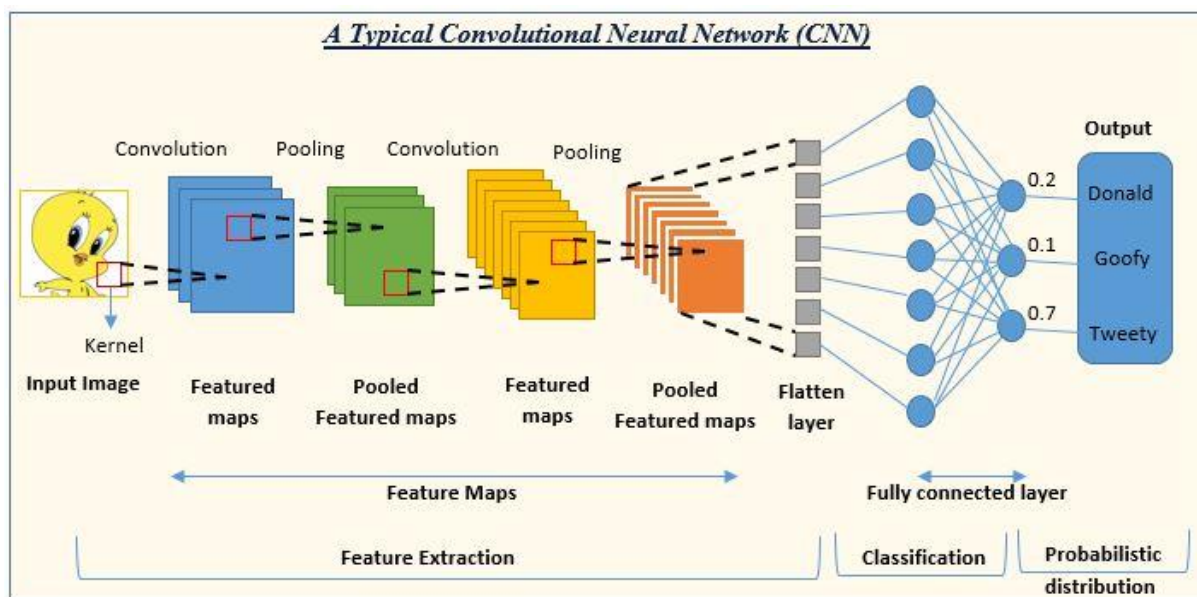 A Typical Convolutional Neural Network (CNN)
Convolution
Pooling
Convolution
Pooling
Output
0.2
Donald
0.1
Goofy
0.7
Tweety
Kernel
Input Image
Featured
maps
Pooled
Featured maps
Featured
maps
Pooled
Featured maps
Flatten
layer
Feature Maps
Fully connected layer
Feature Extraction
Classification
Probabilistic
distribution